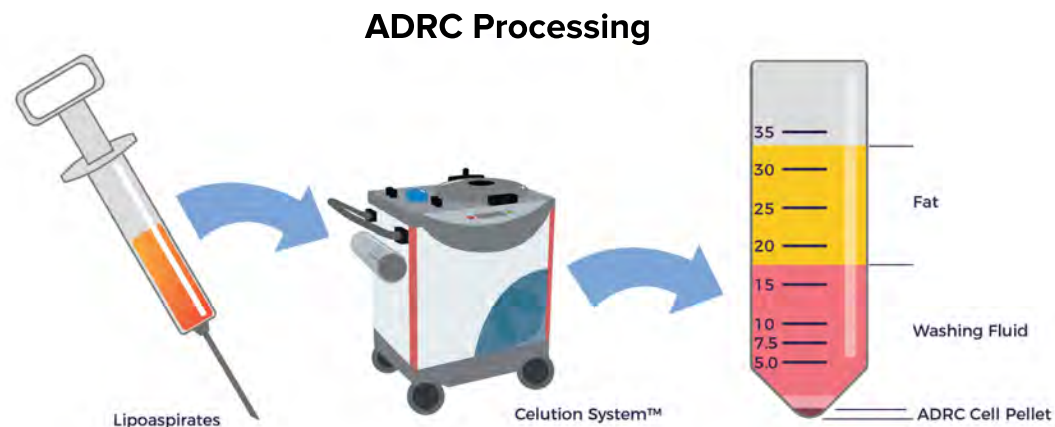 ADRC Processing
35
30
25
20
15
10
7.5
5.0
Fat
Washing Fluid
ADRC Cell Pellet
Lipoaspirates
Celution System™